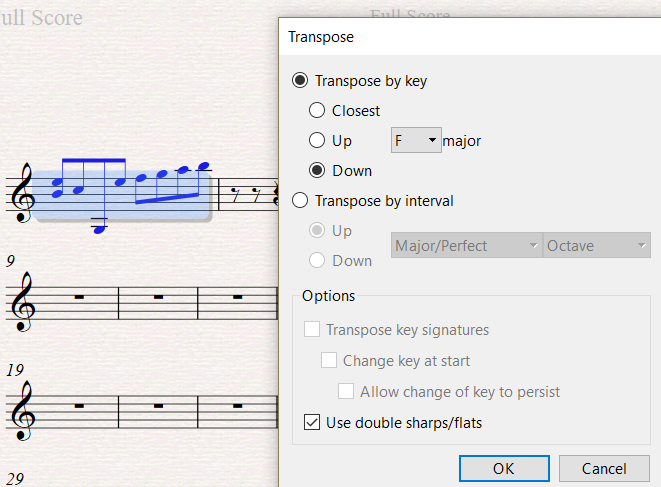 ull Score
Full Score
Transpose
Transpose by key
Closest
Up F major
Down
Transpose by interval
Up
Major/Perfect Octave
Down
Options
Transpose key signatures
Change key at start
Allow change of key to persist
Use double sharps/flats
OK Cancel
9
19
29